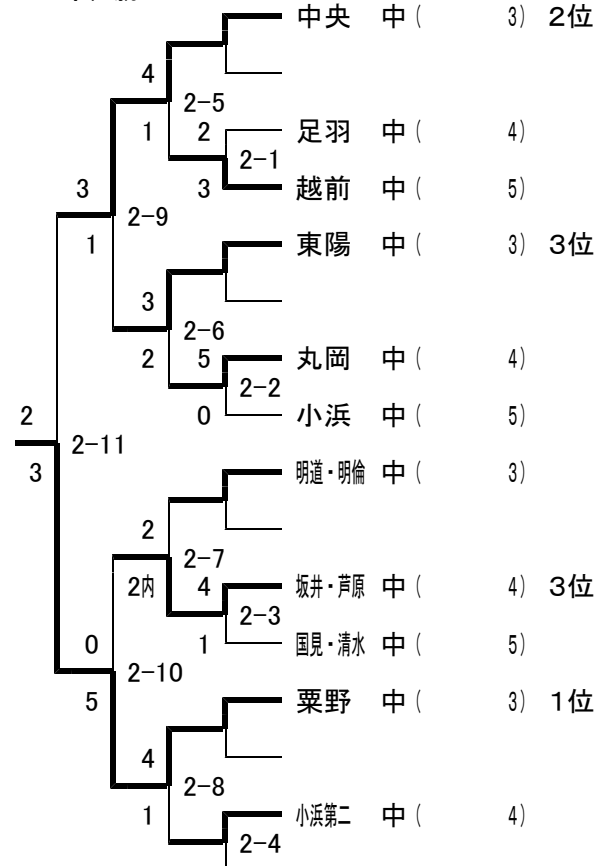 中央 中 ( 3) 2位
4
2-5
1 2
足羽 中 ( 4)
2-1
3 3
越前 中 ( 5)
2-9
1
東陽 中 ( 3) 3位
3
2-6
2 5
丸岡 中 ( 4)
2-2
0
小浜 中 ( 5)
2
2-11
3
明道・明倫 中 ( 3)
2
2-7
2内 4
坂井・芦原 中 ( 4) 3位
2-3
0 1
国見・清水 中 ( 5)
2-10
5
粟野 中 ( 3) 1位
4
2-8
1
小浜第二 中 ( 4)
2-4